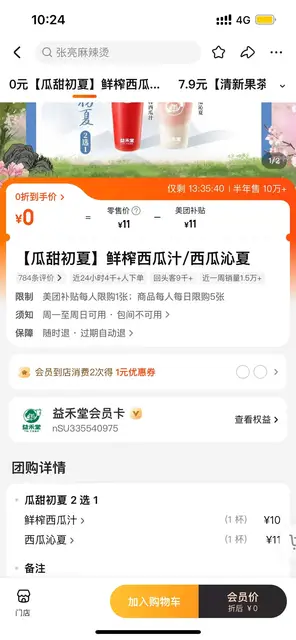 10:24
4G
张亮麻辣烫
0元【瓜甜初夏】鲜榨西瓜...
7.9元【清新果茶
初夏
2选1
益禾堂
1/2
0折到手价 >
仅剩 13:35:40 | 半年售 10万+
¥0 = 零售价 ¥11 − 美团补贴 ¥11
【瓜甜初夏】鲜榨西瓜汁/西瓜沁夏
784条评价 > 近24小时4千+人下单 回头客9千+ 近一周销量1.5万+
限制 美团补贴每人限购1张；商品每人每日限购5张
须知 周一至周日可用 · 包间不可用 >
保障 随时退 · 过期自动退 >
会员到店消费2次得 1元优惠券
益禾堂会员卡
nSU335540975
查看权益 >
团购详情
· 瓜甜初夏 2 选 1
鲜榨西瓜汁 > (1 杯) ¥10
西瓜沁夏 > (1 杯) ¥11
· 备注
门店
加入购物车
会员价
折后 ¥0